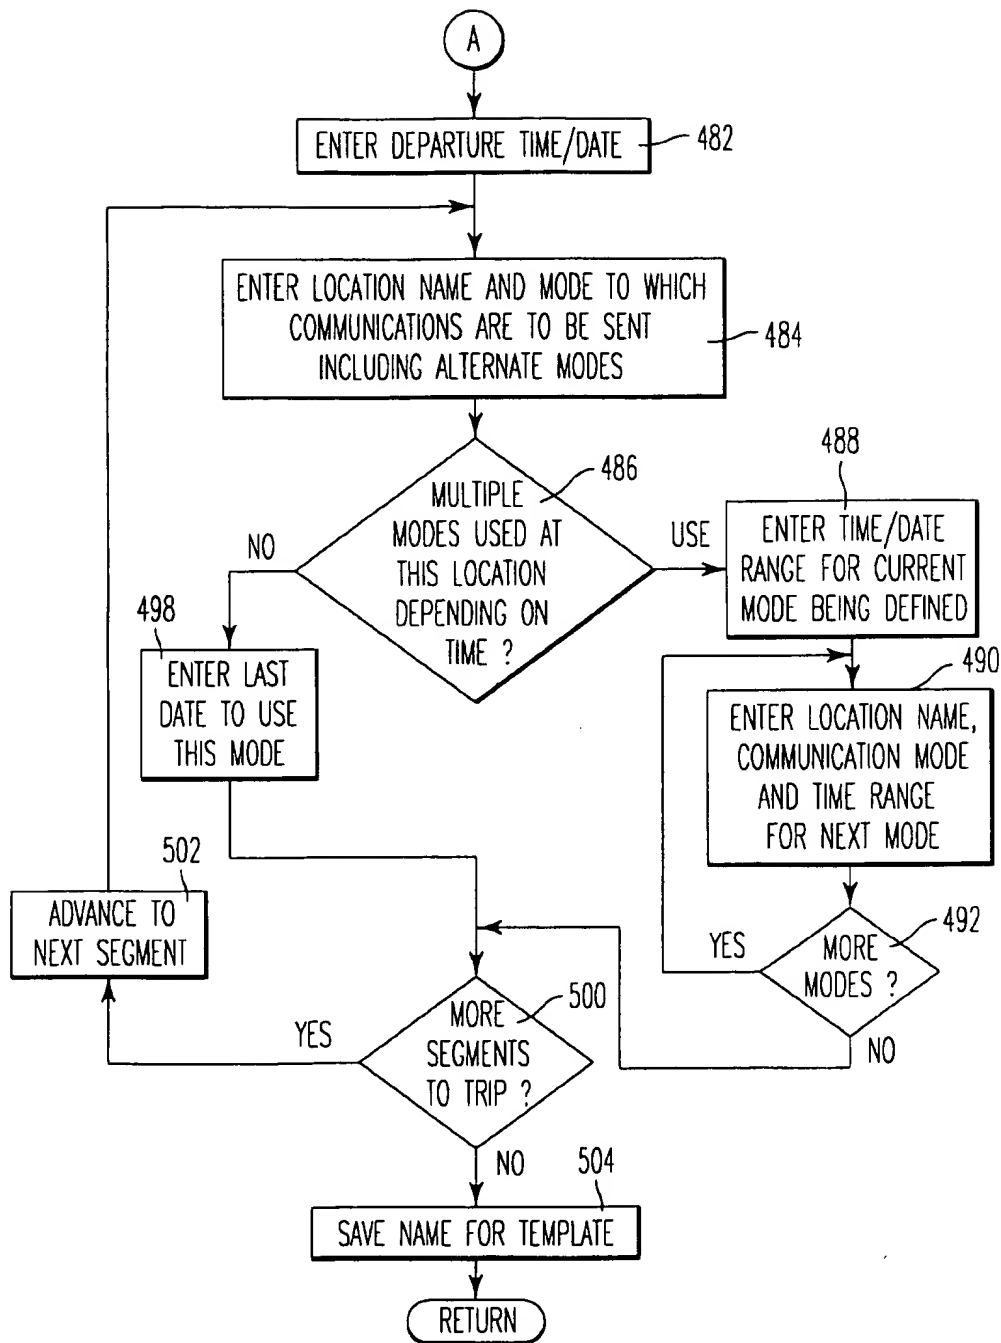 A
ENTER DEPARTURE TIME/DATE
482
ENTER LOCATION NAME AND MODE TO WHICH
COMMUNICATIONS ARE TO BE SENT
INCLUDING ALTERNATE MODES
484
MULTIPLE
MODES USED AT
THIS LOCATION
DEPENDING ON
TIME ?
486
NO
USE
488
ENTER TIME/DATE
RANGE FOR CURRENT
MODE BEING DEFINED
498
ENTER LAST
DATE TO USE
THIS MODE
490
ENTER LOCATION NAME,
COMMUNICATION MODE
AND TIME RANGE
FOR NEXT MODE
502
ADVANCE TO
NEXT SEGMENT
492
MORE
MODES ?
YES
NO
500
MORE
SEGMENTS
TO TRIP ?
YES
NO
504
SAVE NAME FOR TEMPLATE
RETURN